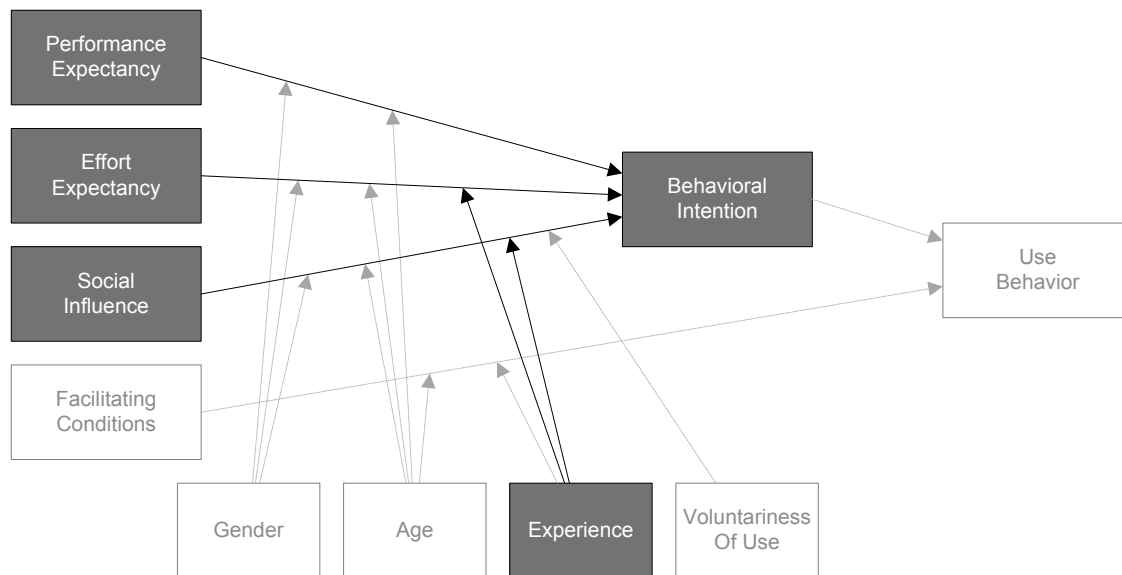 Performance
Expectancy
Effort
Expectancy
Behavioral
Intention
Social
Influence
Use
Behavior
Facilitating
Conditions
Gender
Age
Experience
Voluntariness
Of Use